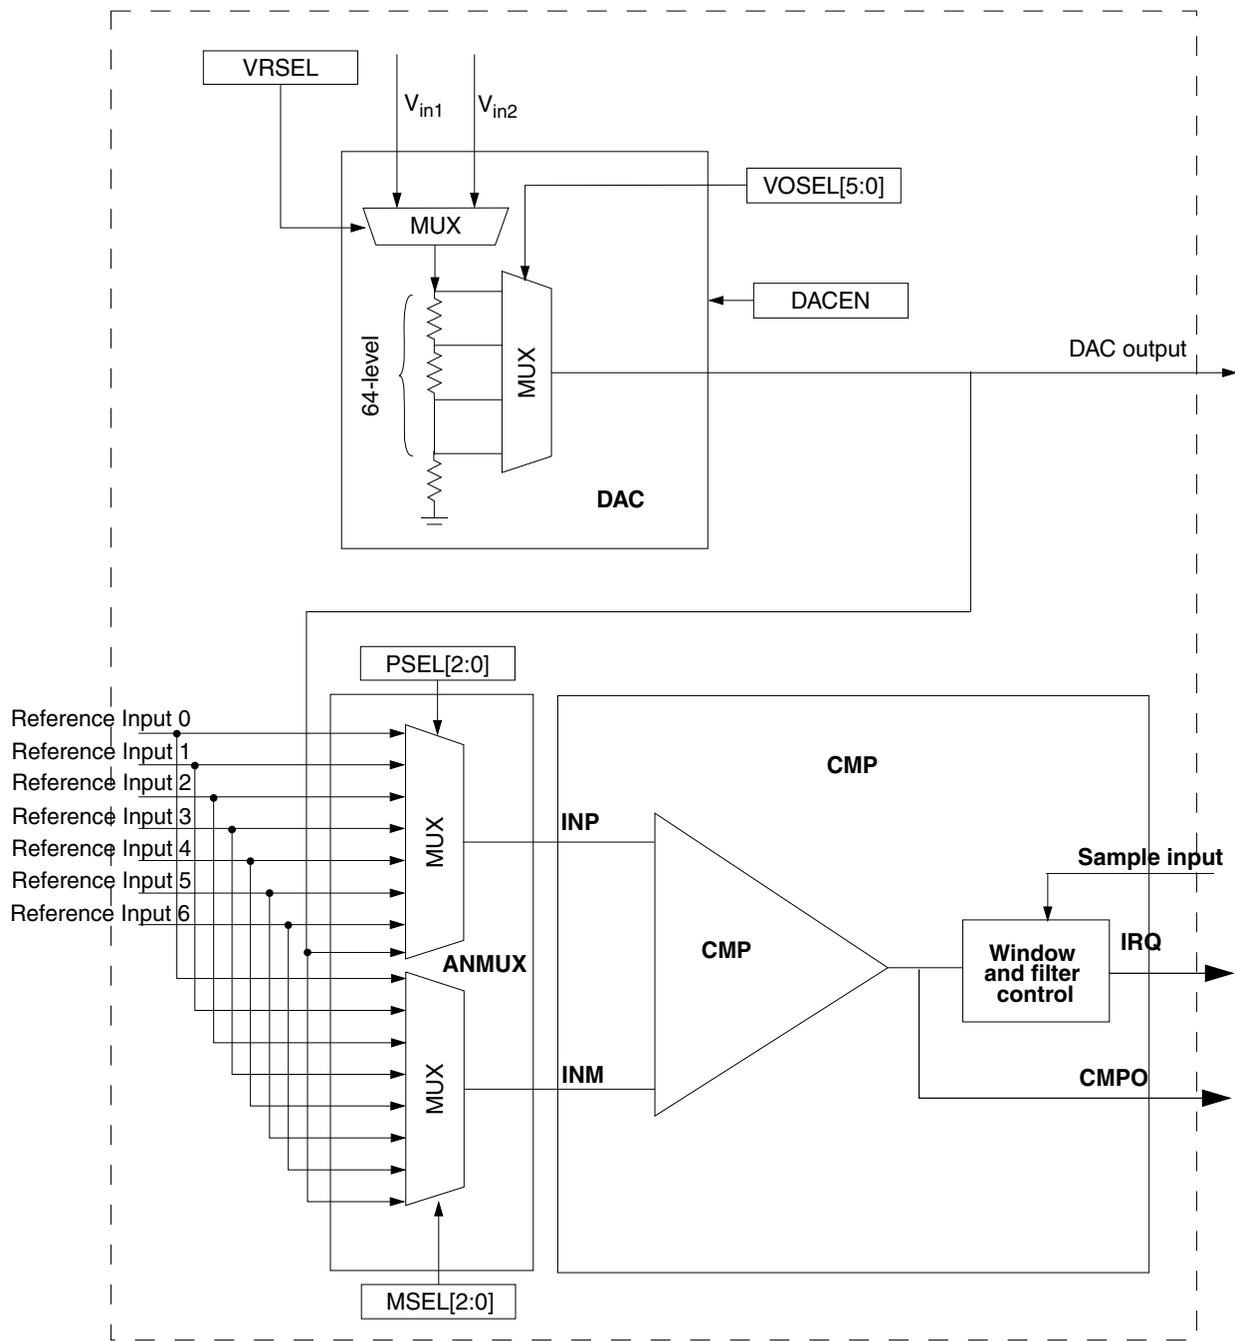 VRSEL
Vin1
Vin2
VOSEL[5:0]
MUX
DACEN
64-level
MUX
DAC output
DAC
PSEL[2:0]
Reference Input 0
Reference Input 1
Reference Input 2
Reference Input 3
Reference Input 4
Reference Input 5
Reference Input 6
MUX
ANMUX
MUX
MSEL[2:0]
CMP
INP
INM
CMP
Sample input
Window
and filter
control
IRQ
CMPO